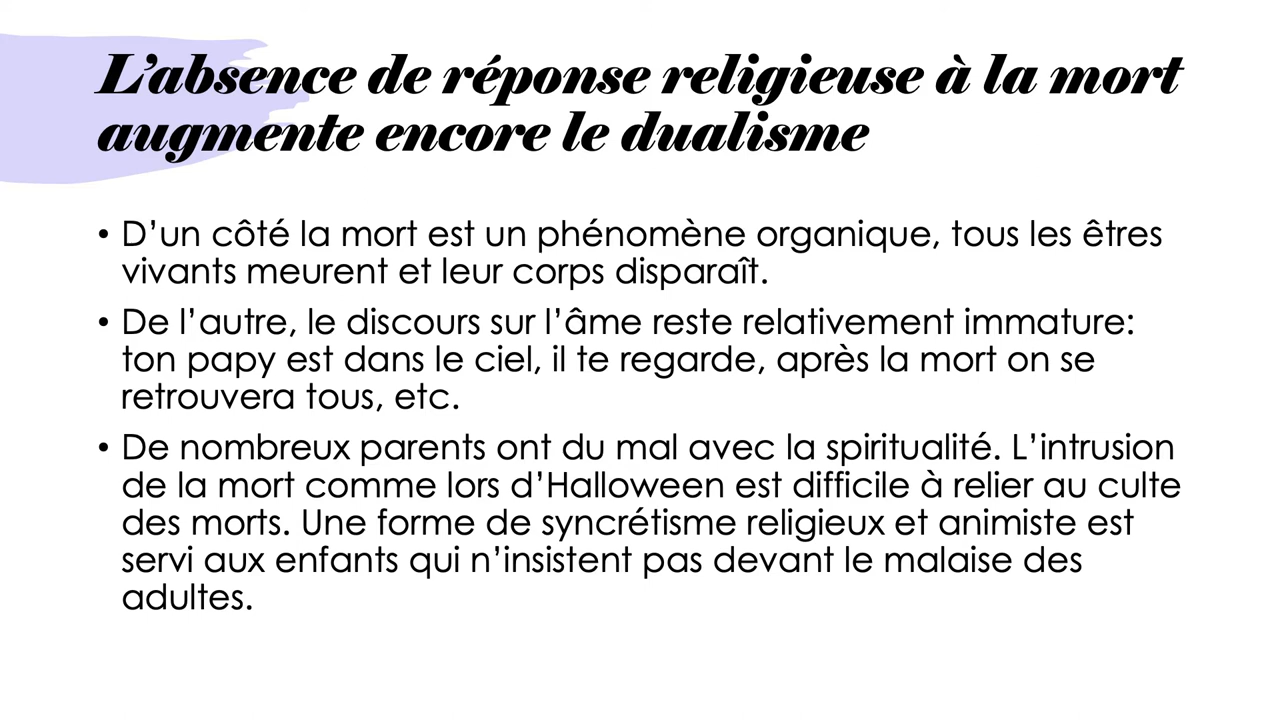 L’absence de réponse religieuse à la mort
augmente encore le dualisme
• D’un côté la mort est un phénomène organique, tous les êtres
vivants meurent et leur corps disparaît.
• De l’autre, le discours sur l’âme reste relativement immature:
ton papy est dans le ciel, il te regarde, après la mort on se
retrouvera tous, etc.
• De nombreux parents ont du mal avec la spiritualité. L’intrusion
de la mort comme lors d’Halloween est difficile à relier au culte
des morts. Une forme de syncrétisme religieux et animiste est
servi aux enfants qui n’insistent pas devant le malaise des
adultes.